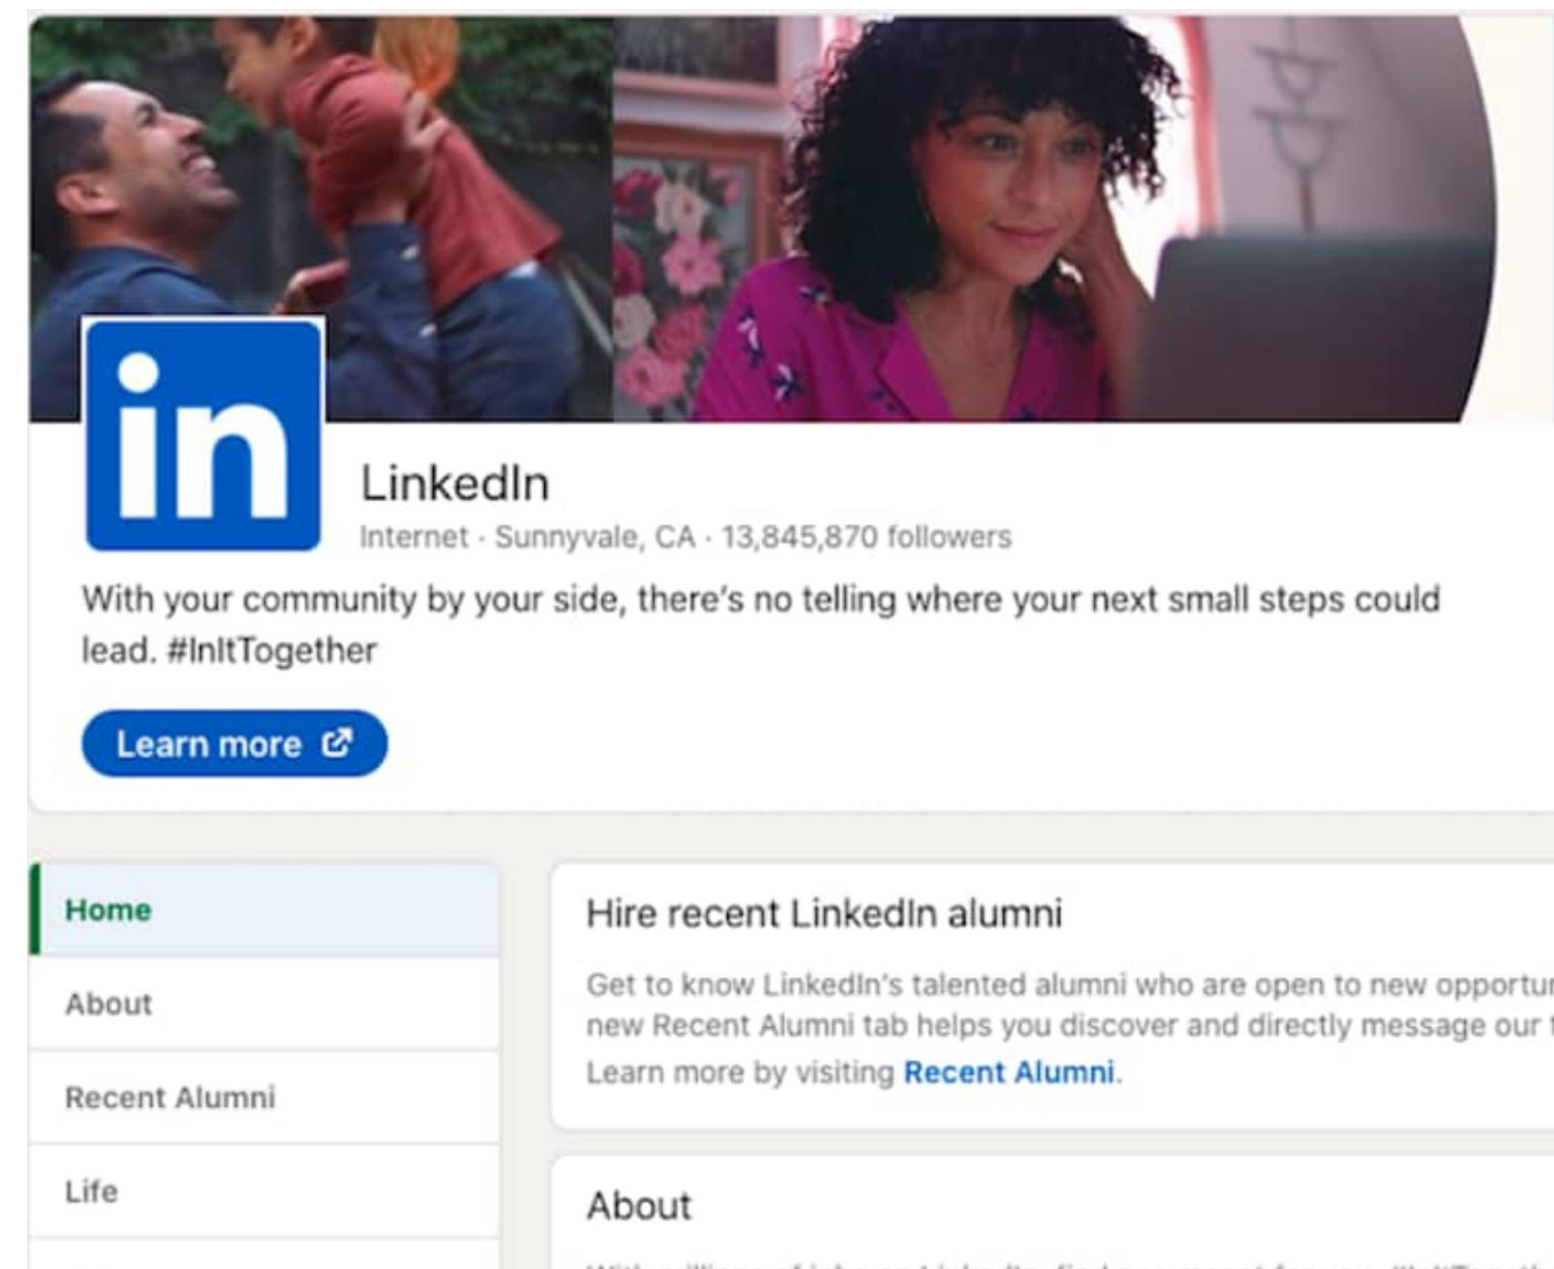 in
LinkedIn
Internet · Sunnyvale, CA · 13,845,870 followers
With your community by your side, there's no telling where your next small steps could
lead. #InItTogether
Learn more
Home
About
Recent Alumni
Life
Hire recent LinkedIn alumni
Get to know LinkedIn's talented alumni who are open to new opportun
new Recent Alumni tab helps you discover and directly message our
Learn more by visiting Recent Alumni.
About